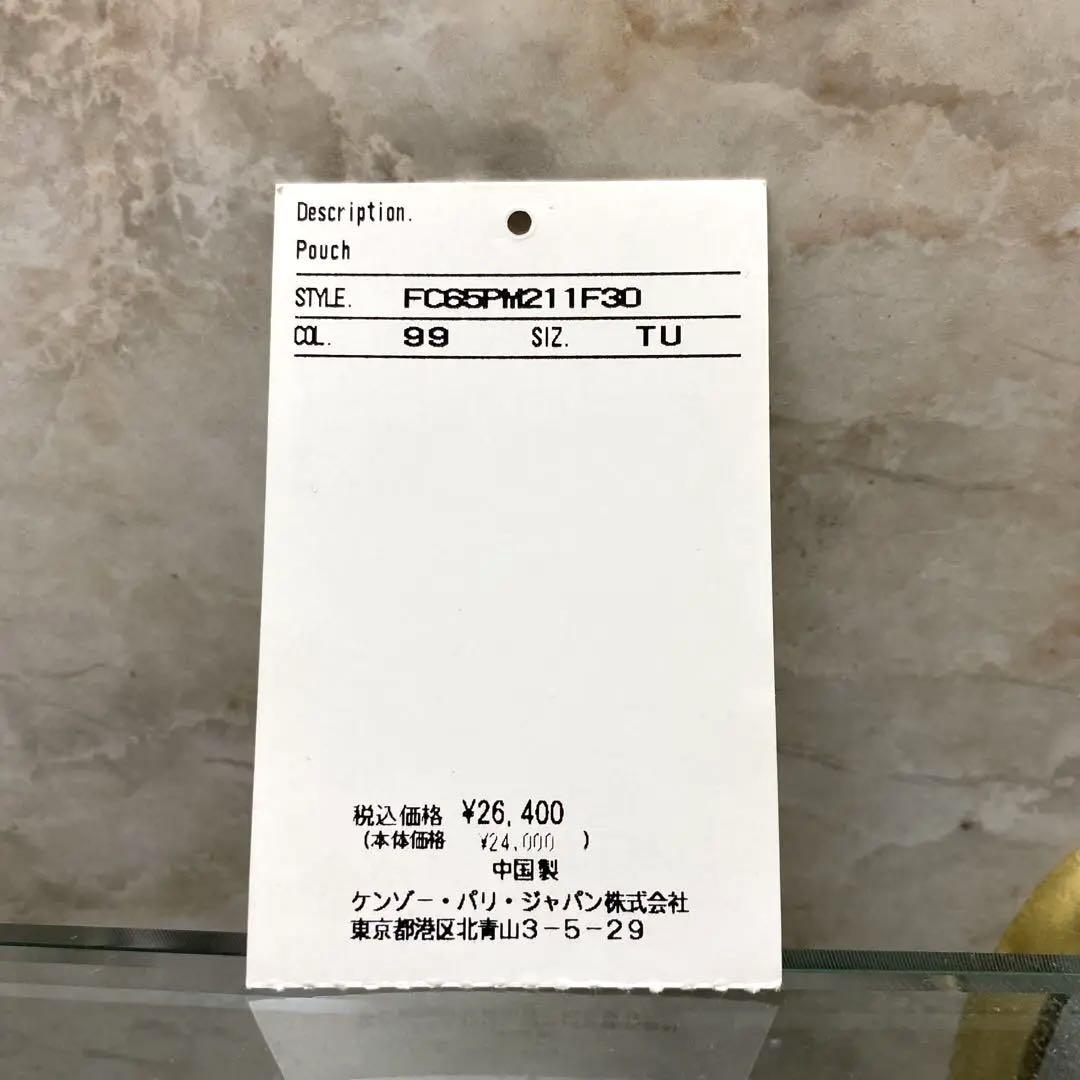 Description.
Pouch
STYLE. FC65PM211F30
COL. 99 SIZ. TU
税込価格 ¥26,400
(本体価格 ¥24,000 )
中国製
ケンゾー・パリ・ジャパン株式会社
東京都港区北青山3-5-29